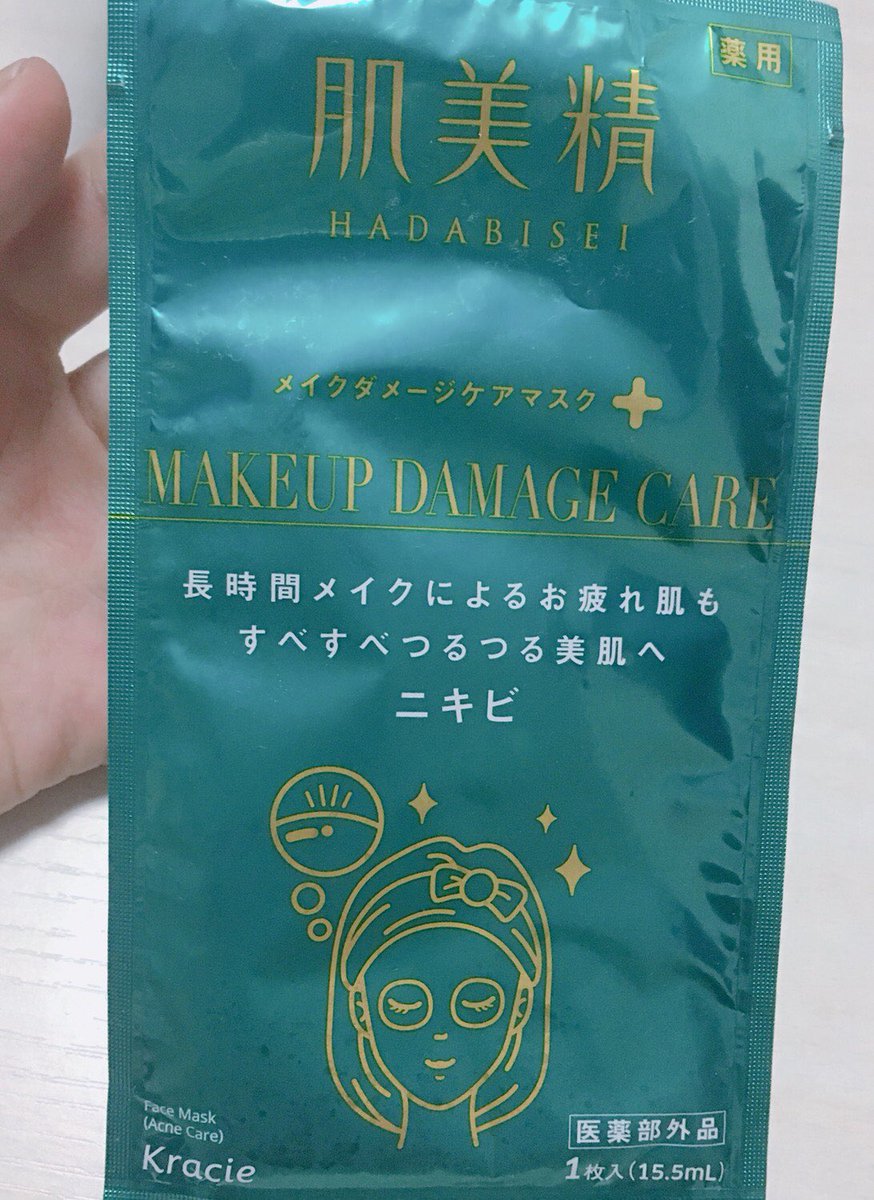 薬用
肌美精
HADABISEI
メイクダメージケアマスク
MAKEUP DAMAGE CARE
長時間メイクによるお疲れ肌も
すべすべつるつる美肌へ
ニキビ
Face Mask
(Acne Care)
Kracie
医薬部外品
1枚入(15.5mL)